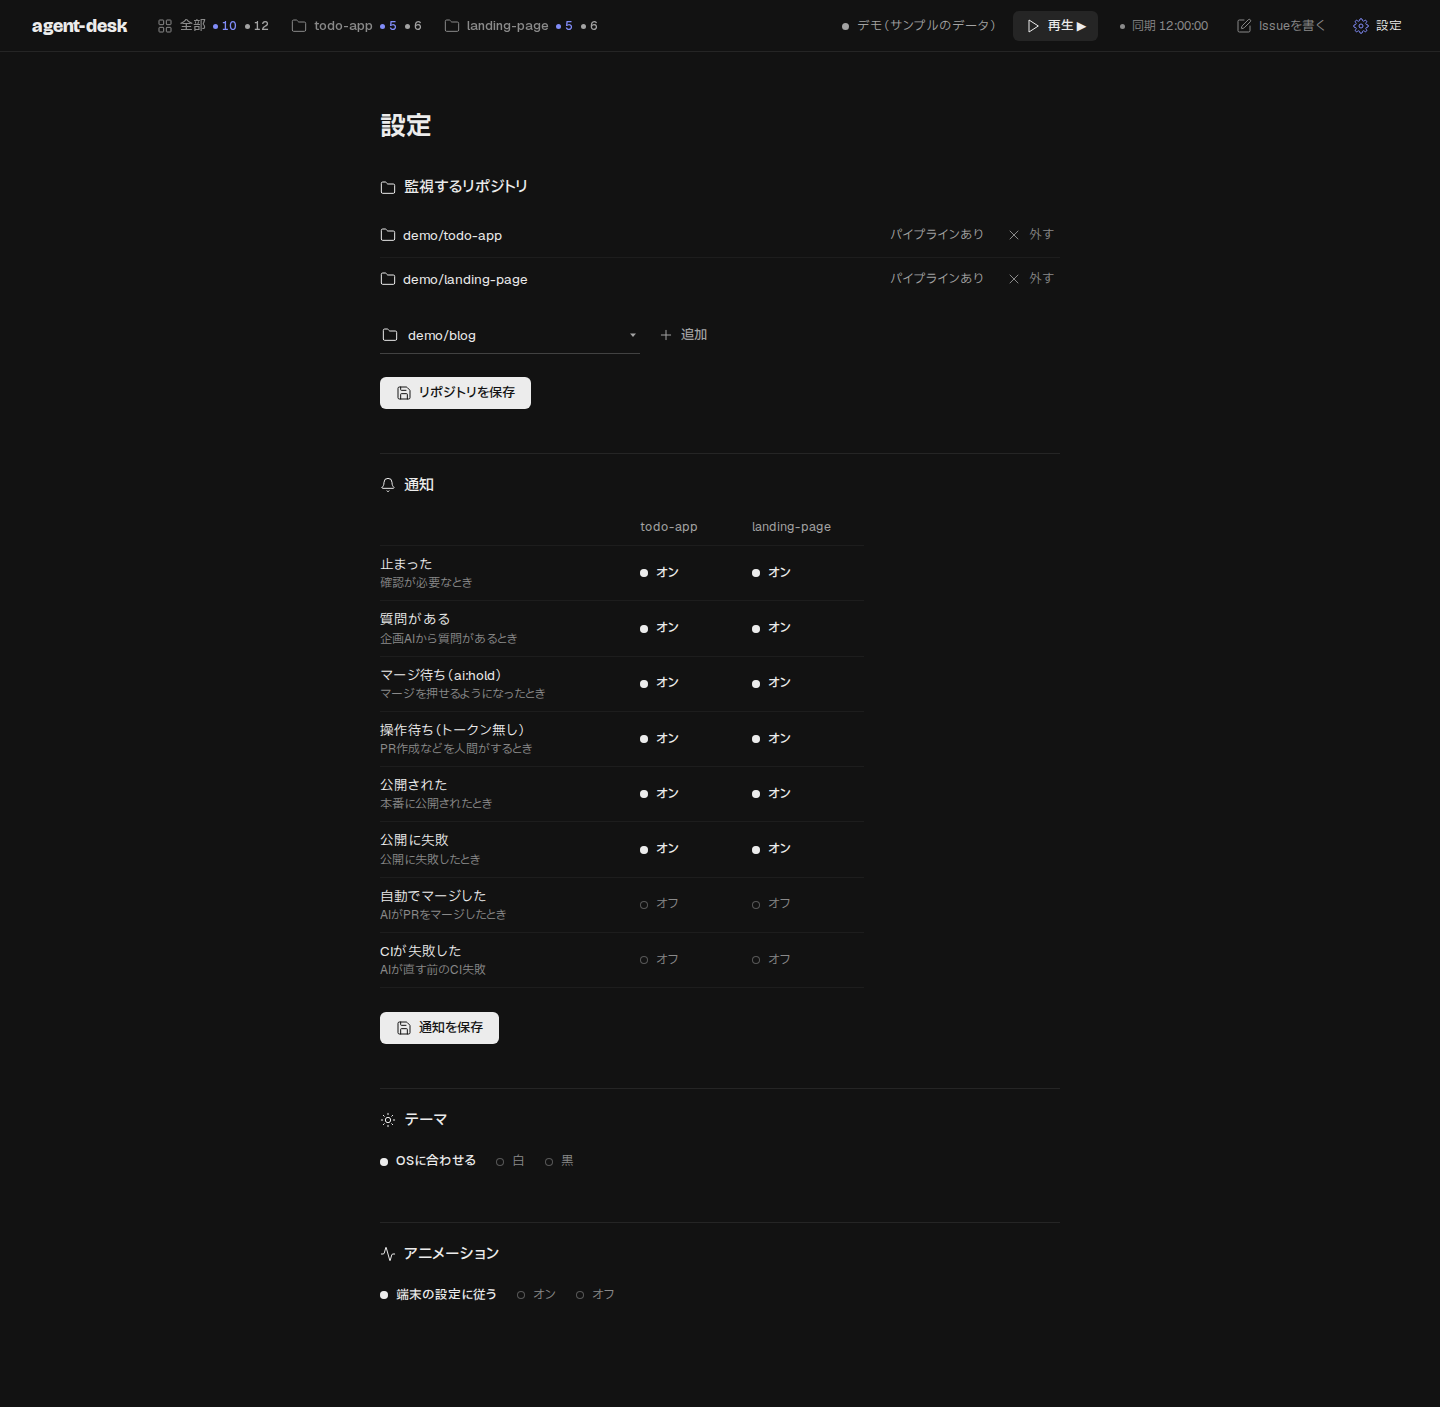 agent-desk 全部 10 12 todo-app 5 6 landing-page 5 6 デモ（サンプルのデータ） 再生 ▶ 同期 12:00:00 Issueを書く 設定
設定
監視するリポジトリ
demo/todo-app パイプラインあり 外す
demo/landing-page パイプラインあり 外す
demo/blog 追加
リポジトリを保存
通知
todo-app landing-page
止まった
確認が必要なとき
オン オン
質問がある
企画AIから質問があるとき
オン オン
マージ待ち（ai:hold）
マージを押せるようになったとき
オン オン
操作待ち（トークン無し）
PR作成などを人間がするとき
オン オン
公開された
本番に公開されたとき
オン オン
公開に失敗
公開に失敗したとき
オン オン
自動でマージした
AIがPRをマージしたとき
オフ オフ
CIが失敗した
AIが直す前のCI失敗
オフ オフ
通知を保存
テーマ
OSに合わせる 白 黒
アニメーション
端末の設定に従う オン オフ